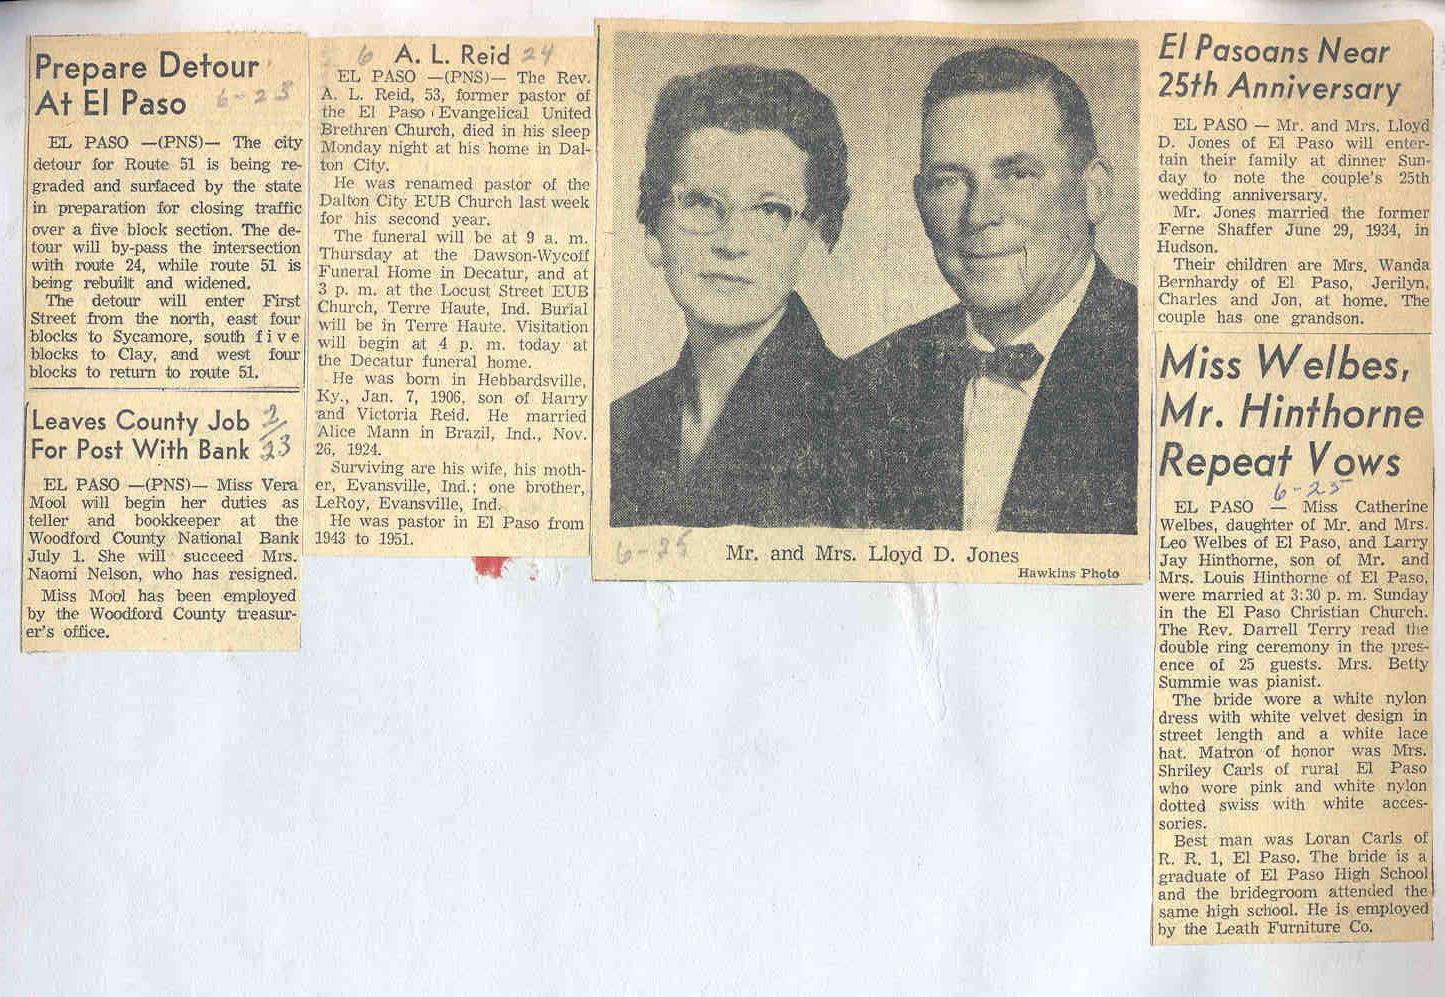 Prepare Detour
At El Paso
6-23
EL PASO —(PNS)— The city
detour for Route 51 is being re-
graded and surfaced by the state
in preparation for closing traffic
over a five block section. The de-
tour will by-pass the intersection
with route 24, while route 51 is
being rebuilt and widened.
The detour will enter First
Street from the north, east four
blocks to Sycamore, south five
blocks to Clay, and west four
blocks to return to route 51.
Leaves County Job
For Post With Bank
2/23
EL PASO —(PNS)— Miss Vera
Mool will begin her duties as
teller and bookkeeper at the
Woodford County National Bank
July 1. She will succeed Mrs.
Naomi Nelson, who has resigned.
Miss Mool has been employed
by the Woodford County treasur-
er's office.
6 A. L. Reid 24
EL PASO —(PNS)— The Rev.
A. L. Reid, 53, former pastor of
the El Paso Evangelical United
Brethren Church, died in his sleep
Monday night at his home in Dal-
ton City.
He was renamed pastor of the
Dalton City EUB Church last week
for his second year.
The funeral will be at 9 a. m.
Thursday at the Dawson-Wycoff
Funeral Home in Decatur, and at
3 p. m. at the Locust Street EUB
Church, Terre Haute, Ind. Burial
will be in Terre Haute. Visitation
will begin at 4 p. m. today at
the Decatur funeral home.
He was born in Hebbardsville,
Ky., Jan. 7, 1906, son of Harry
and Victoria Reid. He married
Alice Mann in Brazil, Ind., Nov.
26, 1924.
Surviving are his wife, his moth-
er, Evansville, Ind.; one brother,
LeRoy, Evansville, Ind.
He was pastor in El Paso from
1943 to 1951.
6-25
Mr. and Mrs. Lloyd D. Jones
Hawkins Photo
El Pasoans Near
25th Anniversary
EL PASO — Mr. and Mrs. Lloyd
D. Jones of El Paso will enter-
tain their family at dinner Sun-
day to note the couple's 25th
wedding anniversary.
Mr. Jones married the former
Ferne Shaffer June 29, 1934, in
Hudson.
Their children are Mrs. Wanda
Bernhardy of El Paso, Jerilyn,
Charles and Jon, at home. The
couple has one grandson.
Miss Welbes,
Mr. Hinthorne
Repeat Vows
6-25
EL PASO — Miss Catherine
Welbes, daughter of Mr. and Mrs.
Leo Welbes of El Paso, and Larry
Jay Hinthorne, son of Mr. and
Mrs. Louis Hinthorne of El Paso,
were married at 3:30 p. m. Sunday
in the El Paso Christian Church.
The Rev. Darrell Terry read the
double ring ceremony in the pres-
ence of 25 guests. Mrs. Betty
Summie was pianist.
The bride wore a white nylon
dress with white velvet design in
street length and a white lace
hat. Matron of honor was Mrs.
Shriley Carls of rural El Paso
who wore pink and white nylon
dotted swiss with white acces-
sories.
Best man was Loran Carls of
R. R. 1, El Paso. The bride is a
graduate of El Paso High School
and the bridegroom attended the
same high school. He is employed
by the Leath Furniture Co.